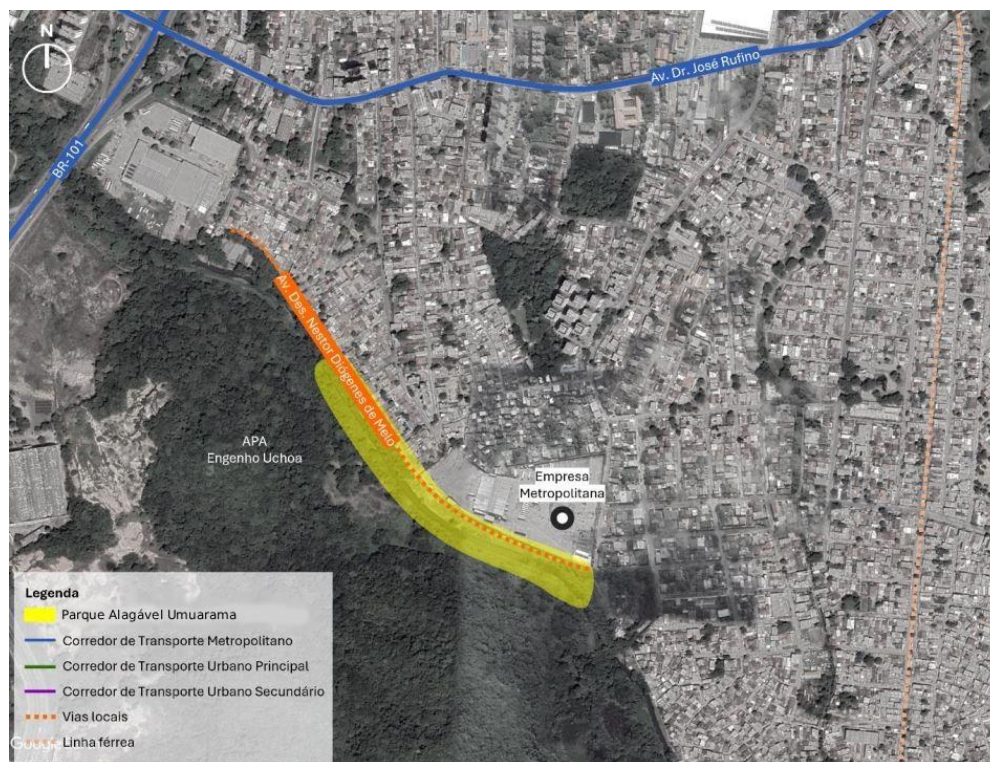 N
Av. Dr. José Rufino
BR-101
Av. Des. Nestor Diógenes de Melo
APA
Engenho Uchoa
Empresa
Metropolitana
Legenda
Parque Alagável Umuarama
Corredor de Transporte Metropolitano
Corredor de Transporte Urbano Principal
Corredor de Transporte Urbano Secundário
Vias locais
Linha férrea
Google